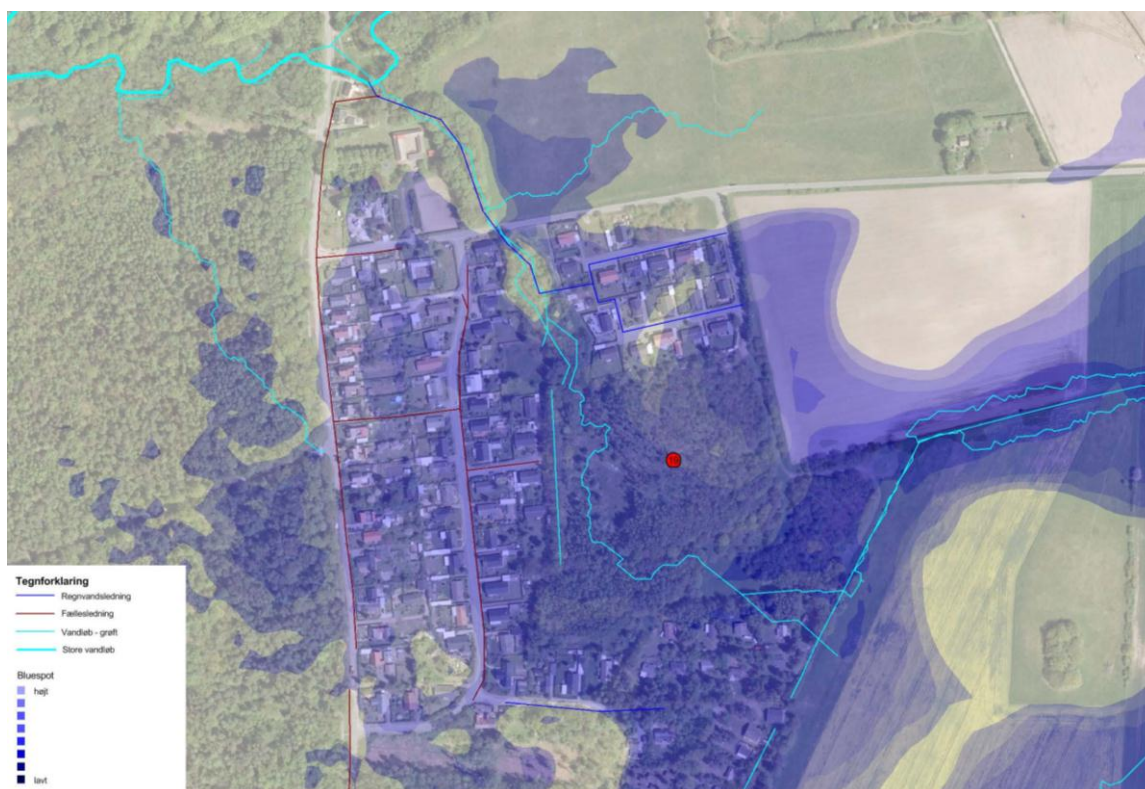 Tegnforklaring
Regnvandsledning
Fællesledning
Vandløb - grøft
Store vandløb
Bluespot
højt
lavt